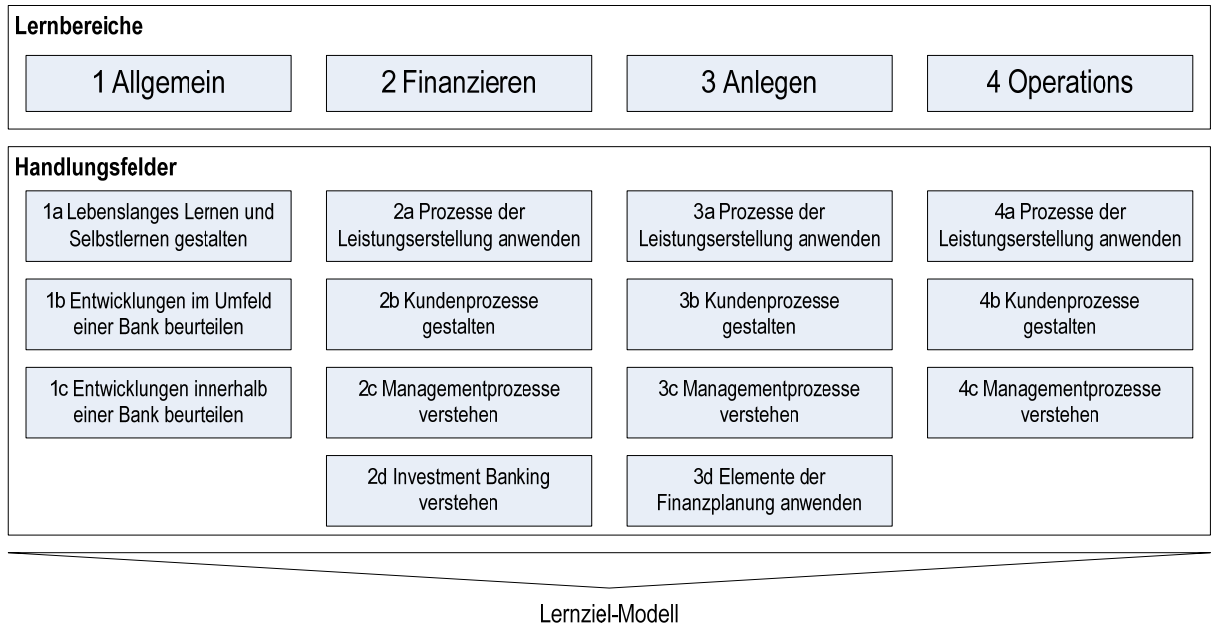 Lernbereiche
1 Allgemein
2 Finanzieren
3 Anlegen
4 Operations
Handlungsfelder
1a Lebenslanges Lernen und
Selbstlernen gestalten
2a Prozesse der
Leistungserstellung anwenden
3a Prozesse der
Leistungserstellung anwenden
4a Prozesse der
Leistungserstellung anwenden
1b Entwicklungen im Umfeld
einer Bank beurteilen
2b Kundenprozesse
gestalten
3b Kundenprozesse
gestalten
4b Kundenprozesse
gestalten
1c Entwicklungen innerhalb
einer Bank beurteilen
2c Managementprozesse
verstehen
3c Managementprozesse
verstehen
4c Managementprozesse
verstehen
2d Investment Banking
verstehen
3d Elemente der
Finanzplanung anwenden
Lernziel-Modell